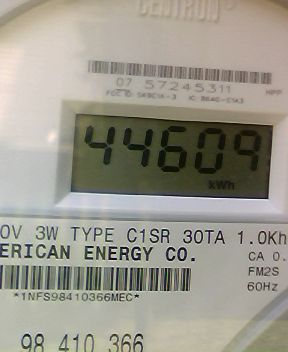 CENTRON
07 57245311
HPP
44609
kWh
0V 3W TYPE C1SR 30TA 1.0Kh
ERICAN ENERGY CO.
CA 0.
FM2S
60Hz
*1NFS98410366MEC*
98 410 366